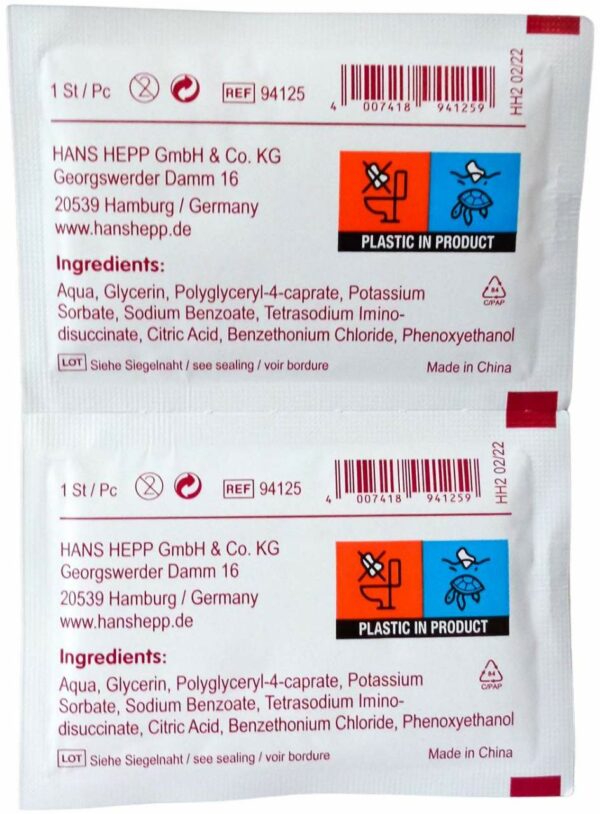 1 St / Pc 2 REF 94125 4 007418 941259 HH2 02/22
HANS HEPP GmbH & Co. KG
Georgswerder Damm 16
20539 Hamburg / Germany
www.hanshepp.de
PLASTIC IN PRODUCT
Ingredients:
Aqua, Glycerin, Polyglyceryl-4-caprate, Potassium
Sorbate, Sodium Benzoate, Tetrasodium Imino-
disuccinate, Citric Acid, Benzethonium Chloride, Phenoxyethanol
84
C/PAP
LOT Siehe Siegelnaht / see sealing / voir bordure
Made in China
1 St / Pc 2 REF 94125 4 007418 941259 HH2 02/22
HANS HEPP GmbH & Co. KG
Georgswerder Damm 16
20539 Hamburg / Germany
www.hanshepp.de
PLASTIC IN PRODUCT
Ingredients:
Aqua, Glycerin, Polyglyceryl-4-caprate, Potassium
Sorbate, Sodium Benzoate, Tetrasodium Imino-
disuccinate, Citric Acid, Benzethonium Chloride, Phenoxyethanol
84
C/PAP
LOT Siehe Siegelnaht / see sealing / voir bordure
Made in China